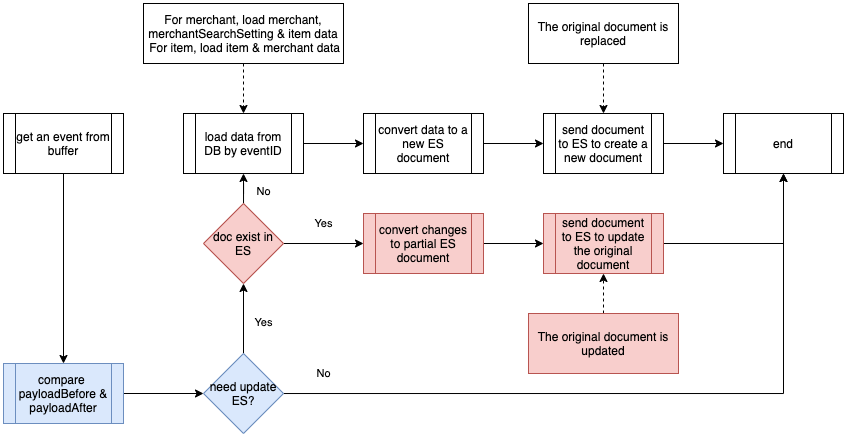 For merchant, load merchant,
merchantSearchSetting & item data
For item, load item & merchant data
The original document is
replaced
get an event from
buffer
load data from
DB by eventID
convert data to a
new ES
document
send document
to ES to create a
new document
end
No
doc exist in
ES
Yes
convert changes
to partial ES
document
send document
to ES to update
the original
document
Yes
The original document is
updated
compare
payloadBefore &
payloadAfter
need update
ES?
No